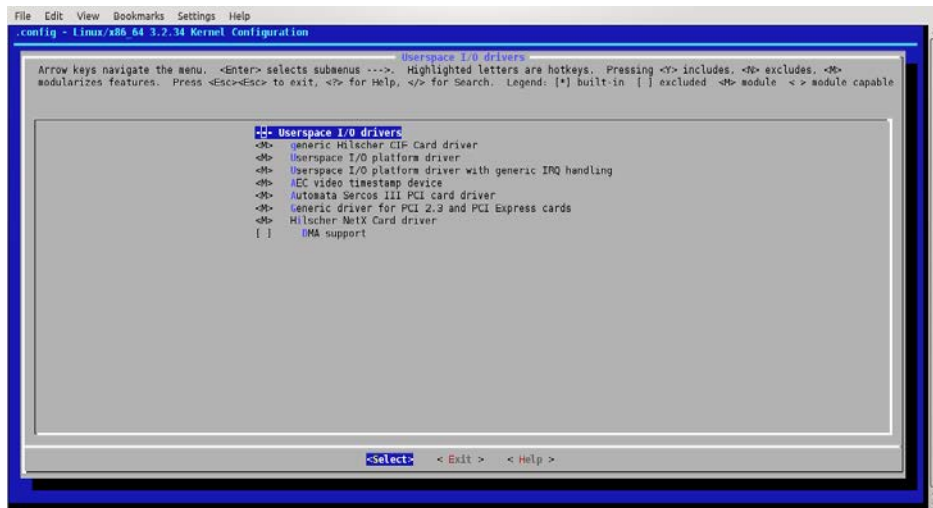 File Edit View Bookmarks Settings Help
.config - Linux/x86_64 3.2.34 Kernel Configuration
Userspace I/O drivers
Arrow keys navigate the menu. <Enter> selects submenus --->. Highlighted letters are hotkeys. Pressing <Y> includes, <N> excludes, <M>
modularizes features. Press <Esc><Esc> to exit, <?> for Help, </> for Search. Legend: [*] built-in [ ] excluded <M> module < > module capable
-+- Userspace I/O drivers
<M> generic Hilscher CIF Card driver
<M> Userspace I/O platform driver
<M> Userspace I/O platform driver with generic IRQ handling
<M> AEC video timestamp device
<M> Automata Sercos III PCI card driver
<M> Generic driver for PCI 2.3 and PCI Express cards
<M> Hilscher NetX Card driver
[ ] DMA support
<Select> < Exit > < Help >